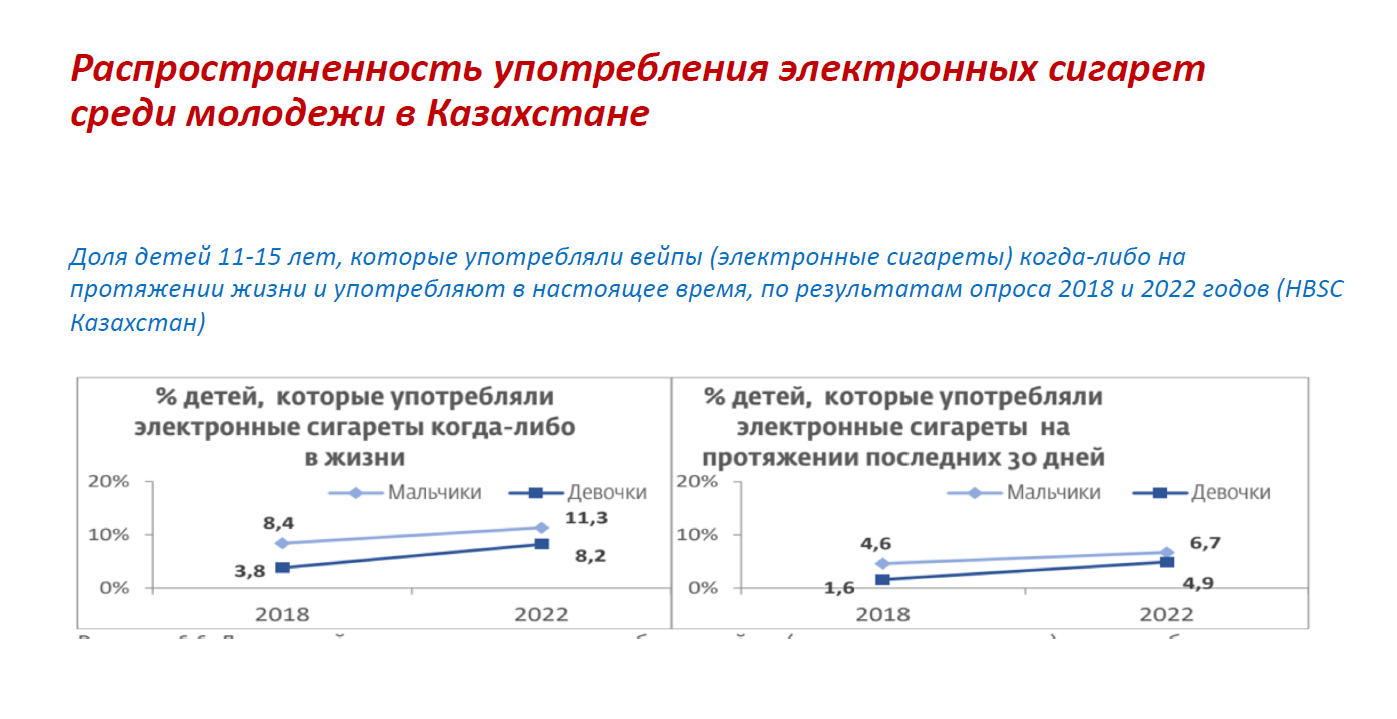 Распространенность употребления электронных сигарет
среди молодежи в Казахстане
Доля детей 11-15 лет, которые употребляли вейпы (электронные сигареты) когда-либо на
протяжении жизни и употребляют в настоящее время, по результатам опроса 2018 и 2022 годов (HBSC
Казахстан)
% детей, которые употребляли
электронные сигареты когда-либо
в жизни
20%
Мальчики Девочки
11,3
8,4
10%
8,2
3,8
0%
2018 2022
% детей, которые употребляли
электронные сигареты на
протяжении последних 30 дней
20%
Мальчики Девочки
4,6 6,7
10%
1,6 4,9
0%
2018 2022